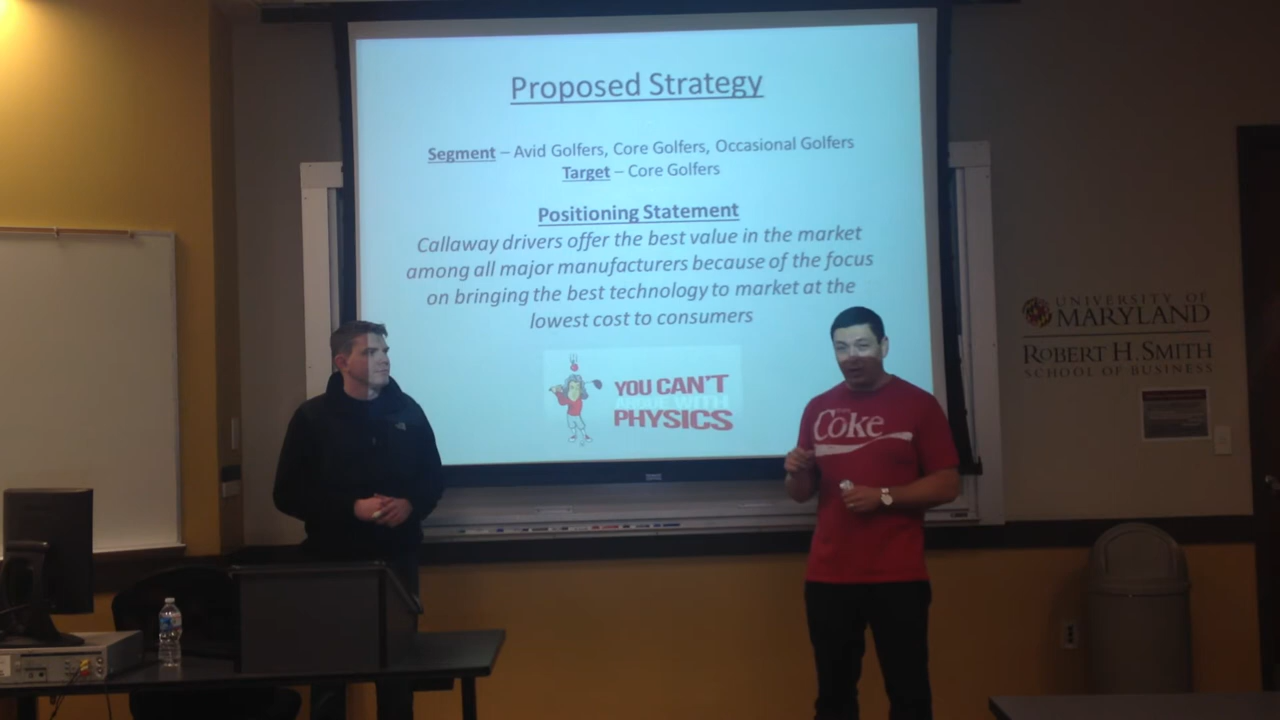 Proposed Strategy
Segment – Avid Golfers, Core Golfers, Occasional Golfers
Target – Core Golfers
Positioning Statement
Callaway drivers offer the best value in the market
among all major manufacturers because of the focus
on bringing the best technology to market at the
lowest cost to consumers
YOU CAN'T
ARGUE WITH
PHYSICS
Coke
UNIVERSITY OF
MARYLAND
ROBERT H. SMITH
SCHOOL OF BUSINESS